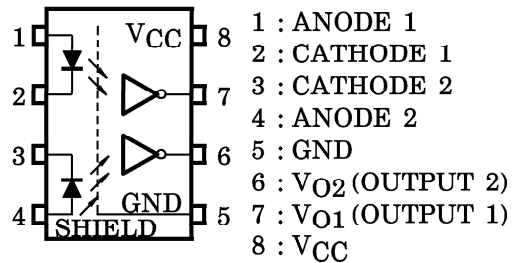 1 VCC 8
2 7
3 6
4 GND 5
SHIELD
1 : ANODE 1
2 : CATHODE 1
3 : CATHODE 2
4 : ANODE 2
5 : GND
6 : VO2 (OUTPUT 2)
7 : VO1 (OUTPUT 1)
8 : VCC